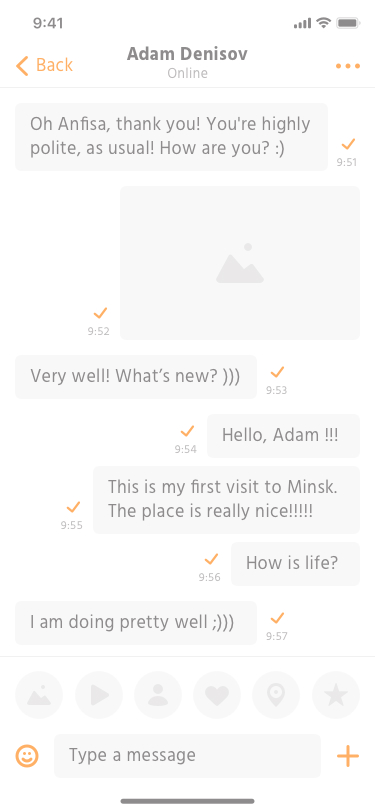 9:41
Back
Adam Denisov
Online
Oh Anfisa, thank you! You're highly
polite, as usual! How are you? :)
9:51
9:52
Very well! What’s new? )))
9:53
Hello, Adam !!!
9:54
This is my first visit to Minsk.
The place is really nice!!!!!
9:55
How is life?
9:56
I am doing pretty well ;)))
9:57
Type a message